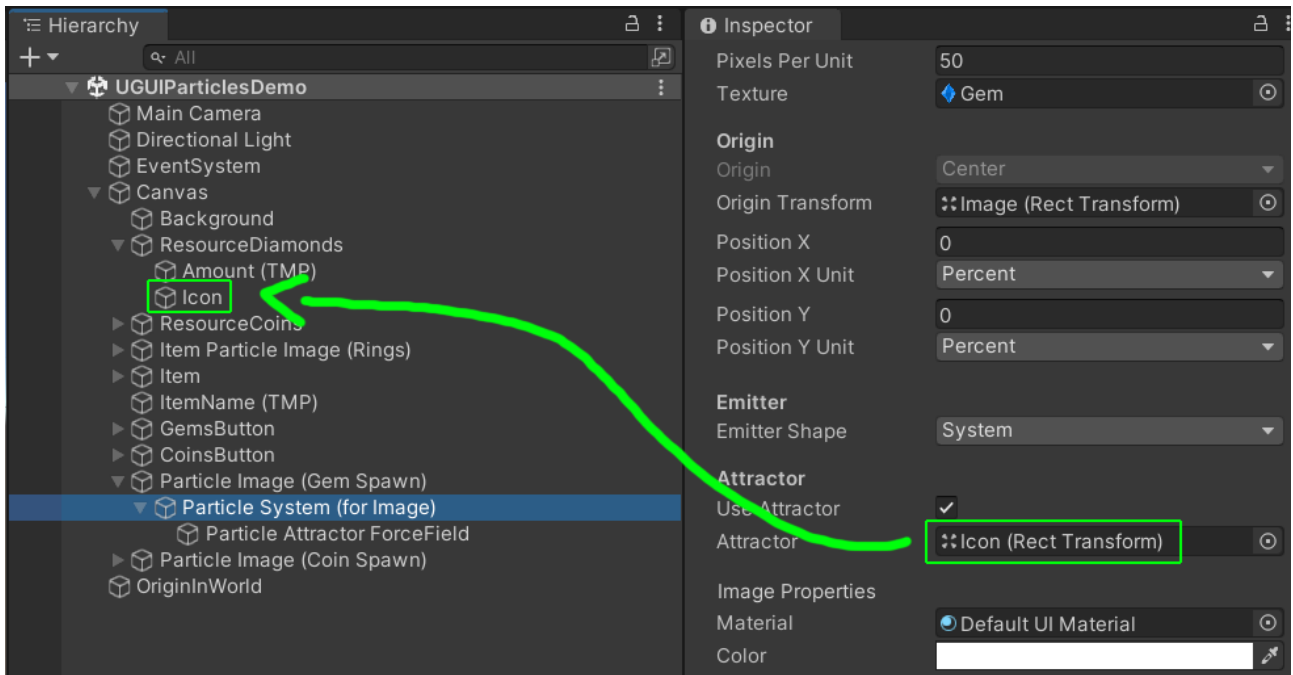 Hierarchy
All
UGUIParticlesDemo
Main Camera
Directional Light
EventSystem
Canvas
Background
ResourceDiamonds
Amount (TMP)
Icon
ResourceCoins
Item Particle Image (Rings)
Item
ItemName (TMP)
GemsButton
CoinsButton
Particle Image (Gem Spawn)
Particle System (for Image)
Particle Attractor ForceField
Particle Image (Coin Spawn)
OriginInWorld
Inspector
Pixels Per Unit 50
Texture Gem
Origin
Origin Center
Origin Transform Image (Rect Transform)
Position X 0
Position X Unit Percent
Position Y 0
Position Y Unit Percent
Emitter
Emitter Shape System
Attractor
Use Attractor
Attractor Icon (Rect Transform)
Image Properties
Material Default UI Material
Color